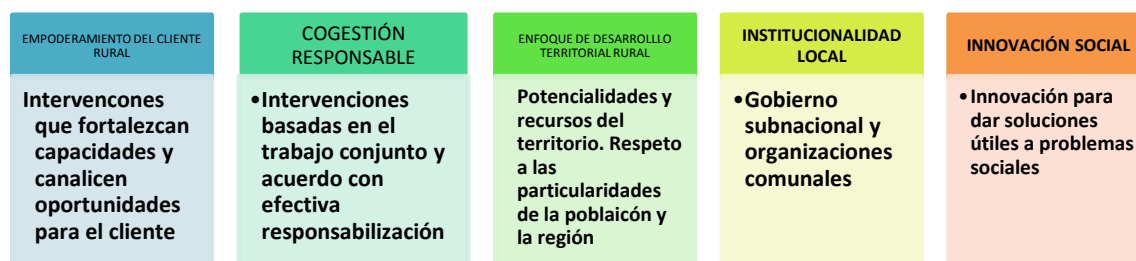 EMPODERAMIENTO DEL CLIENTE
RURAL
Intervencones
que fortalezcan
capacidades y
canalicen
oportunidades
para el cliente
COGESTIÓN
RESPONSABLE
•Intervenciones
basadas en el
trabajo conjunto y
acuerdo con
efectiva
responsabilización
ENFOQUE DE DESARROLLLO
TERRITORIAL RURAL
Potencialidades y
recursos del
territorio. Respeto
a las
particularidades
de la poblaicón y
la región
INSTITUCIONALIDAD
LOCAL
•Gobierno
subnacional y
organizaciones
comunales
INNOVACIÓN SOCIAL
•Innovación para
dar soluciones
útiles a problemas
sociales